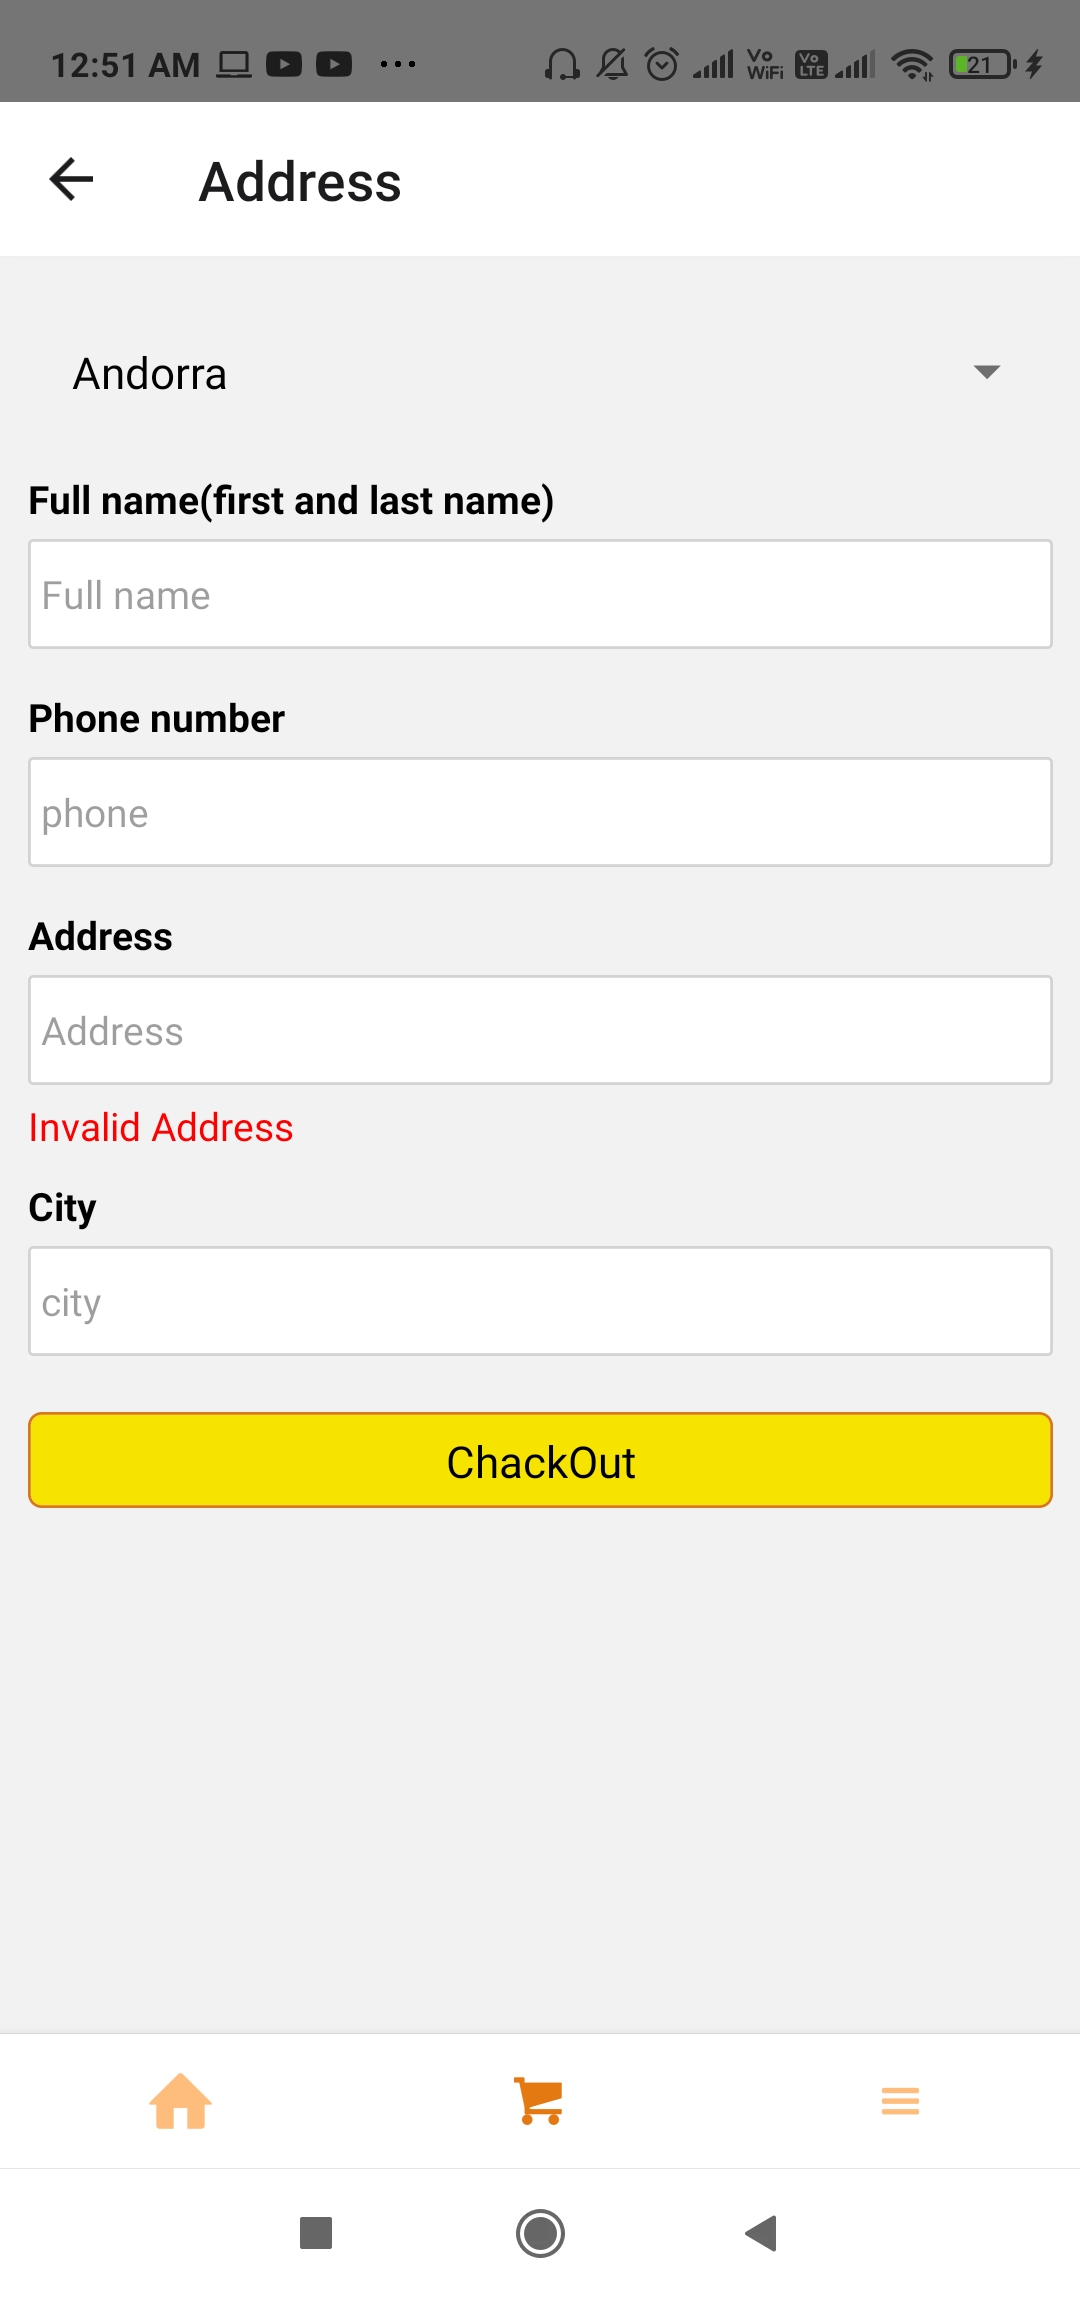 12:51 AM
Vo WiFi
Vo LTE
21
Address
Andorra
Full name(first and last name)
Full name
Phone number
phone
Address
Address
Invalid Address
City
city
ChackOut